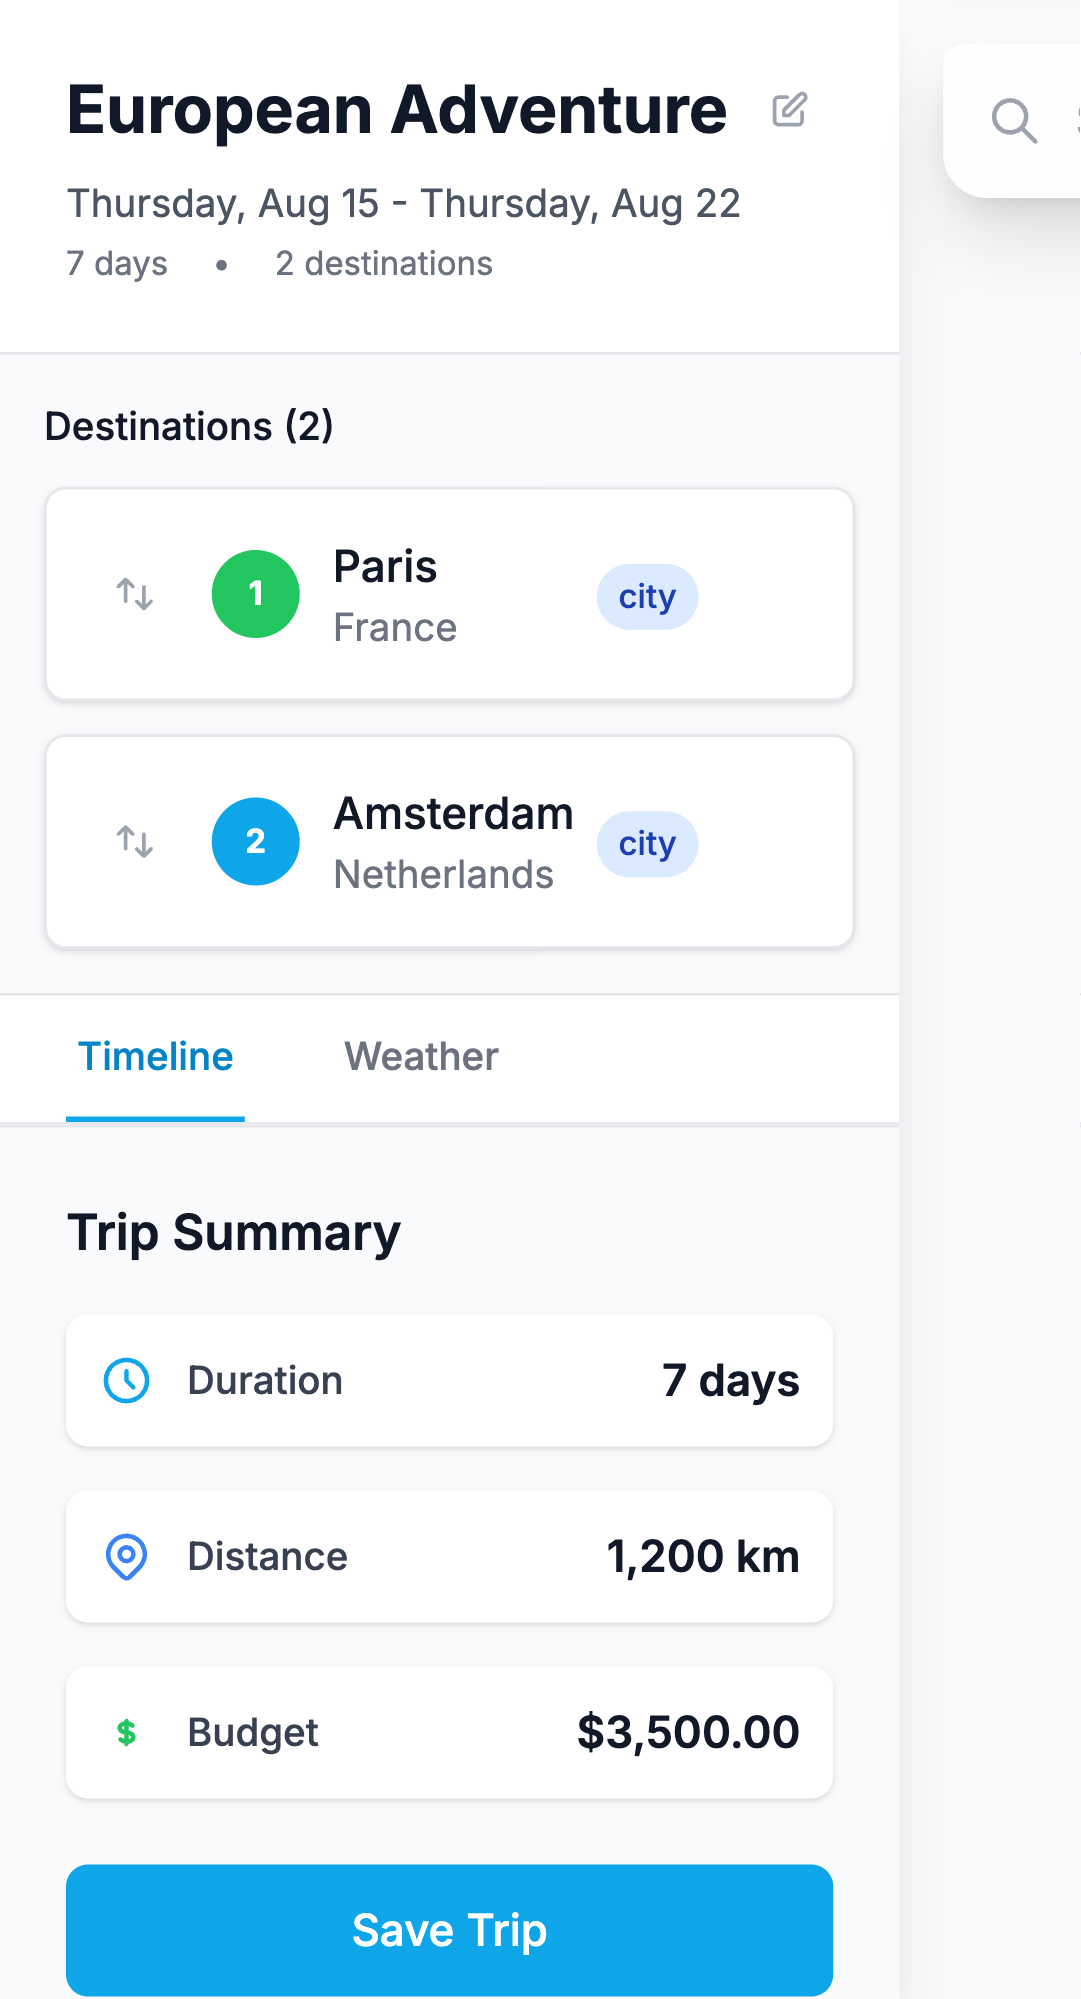 European Adventure
Thursday, Aug 15 - Thursday, Aug 22
7 days • 2 destinations
Destinations (2)
1
Paris
France
city
2
Amsterdam
Netherlands
city
Timeline
Weather
Trip Summary
Duration
7 days
Distance
1,200 km
$
Budget
$3,500.00
Save Trip